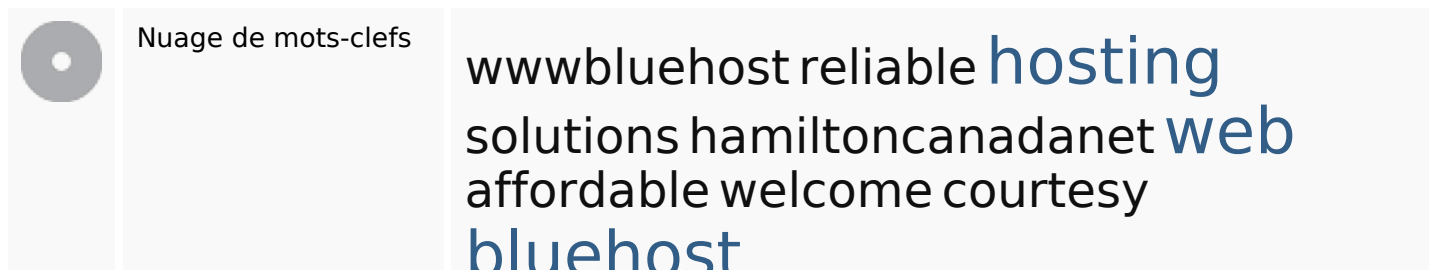 Nuage de mots-clefs
wwwbluehost reliable hosting
solutions hamiltoncanadanet web
affordable welcome courtesy
bluehost